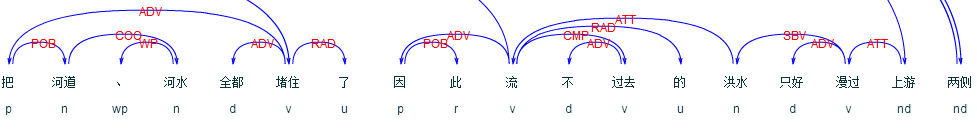 ADV ATT
POB COO WP ADV RAD POB ADV CMP RAD ADV SBV ADV ATT
把 河道 、 河水 全都 堵住 了 因 此 流 不 过去 的 洪水 只好 漫过 上游 两侧
p n wp n d v u p r v d v u n d v nd nd